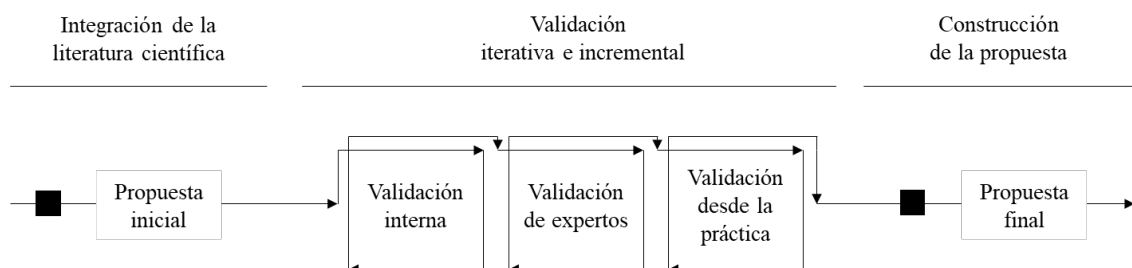 Integración de la
literatura científica
Validación
iterativa e incremental
Construcción
de la propuesta
Propuesta
inicial
Validación
interna
Validación
de expertos
Validación
desde la
práctica
Propuesta
final